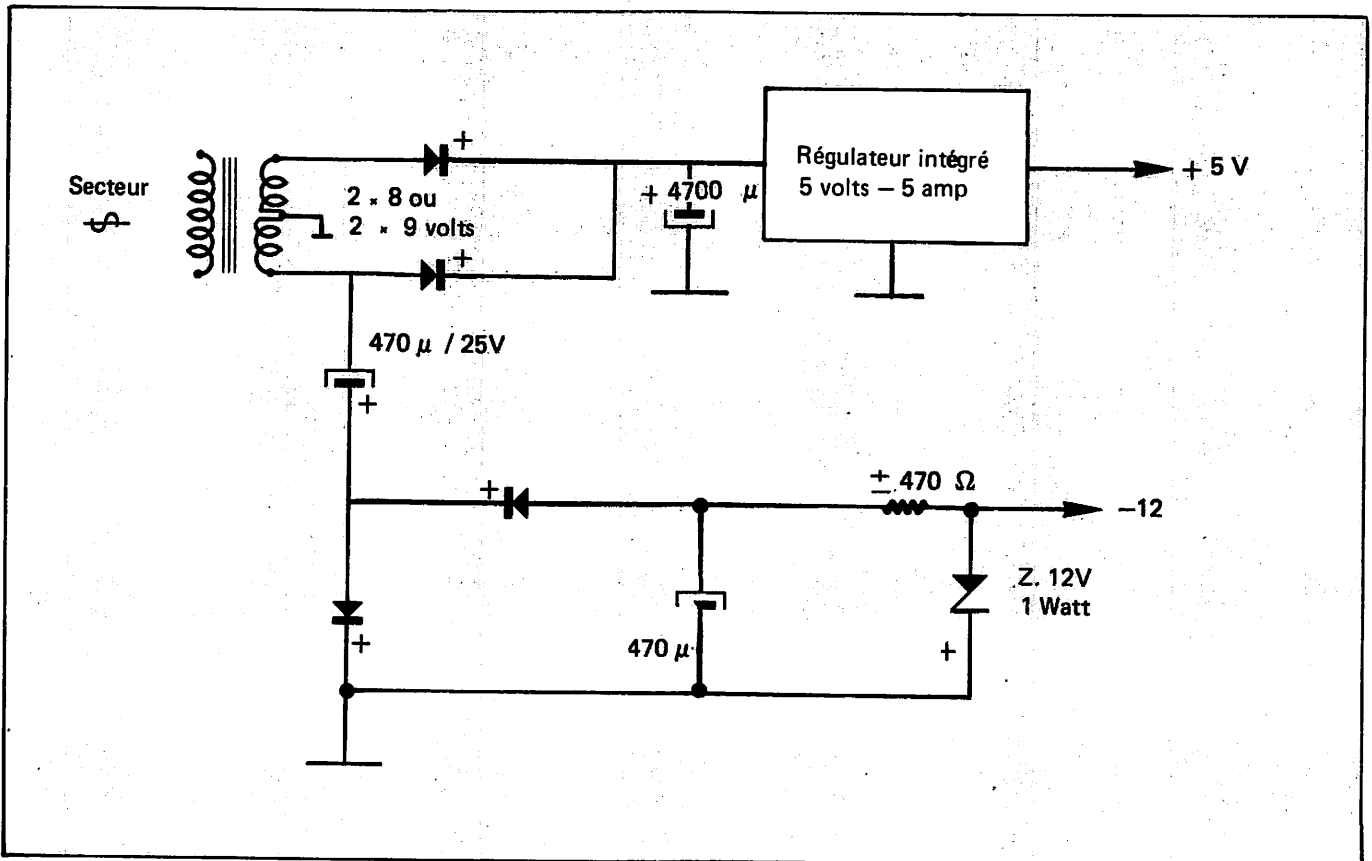 Secteur
2 × 8 ou
2 × 9 volts
+
+
+ 4700 μ
Régulateur intégré
5 volts — 5 amp
+ 5 V
470 μ / 25V
+
+
± 470 Ω
−12
Z. 12V
1 Watt
+
470 μ
+